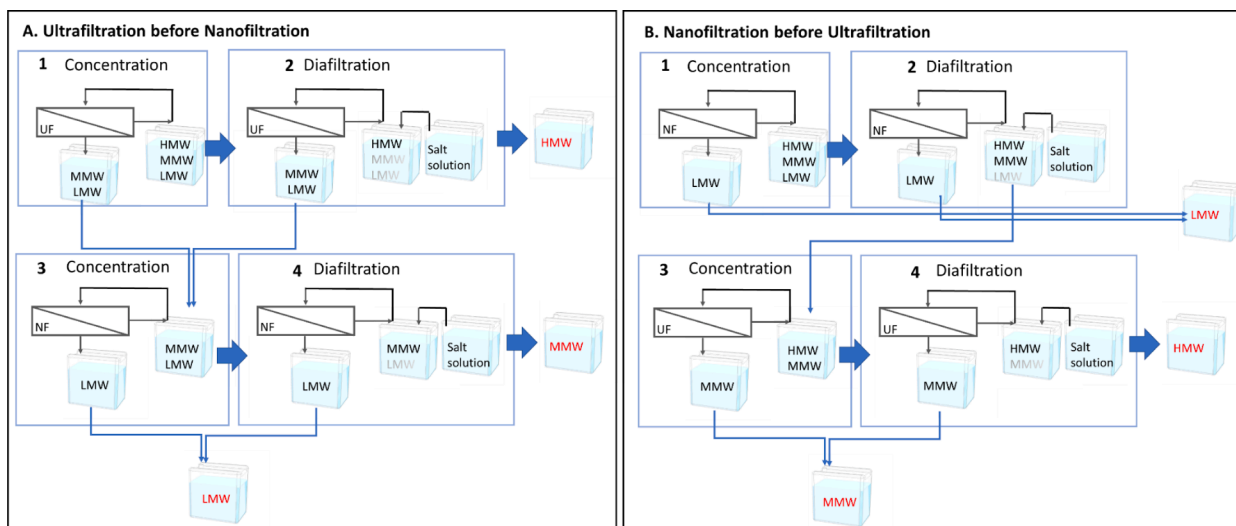 A. Ultrafiltration before Nanofiltration
1 Concentration
UF
HMW
MMW
LMW
MMW
LMW
2 Diafiltration
UF
HMW
MMW
LMW
Salt
solution
MMW
LMW
HMW
3 Concentration
NF
MMW
LMW
LMW
4 Diafiltration
NF
MMW
LMW
Salt
solution
LMW
MMW
LMW
B. Nanofiltration before Ultrafiltration
1 Concentration
NF
HMW
MMW
LMW
LMW
2 Diafiltration
NF
HMW
MMW
LMW
Salt
solution
LMW
LMW
3 Concentration
UF
HMW
MMW
MMW
4 Diafiltration
UF
HMW
MMW
Salt
solution
MMW
HMW
MMW